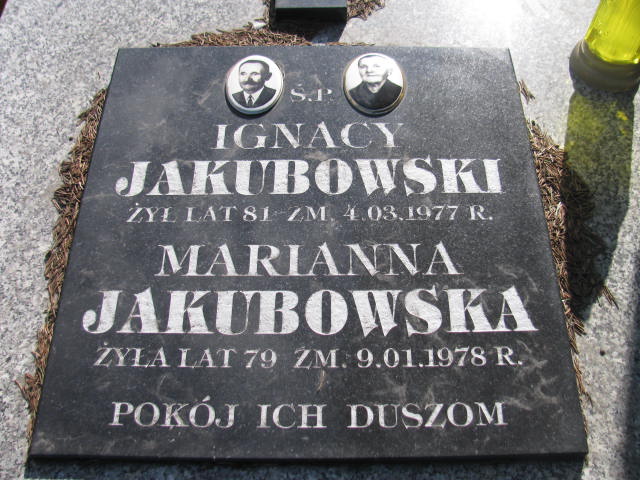 Ś.P.
IGNACY
JAKUBOWSKI
ŻYŁ LAT 81 ZM. 4.03.1977 R.
MARIANNA
JAKUBOWSKA
ŻYŁA LAT 79 ZM. 9.01.1978 R.
POKÓJ ICH DUSZOM